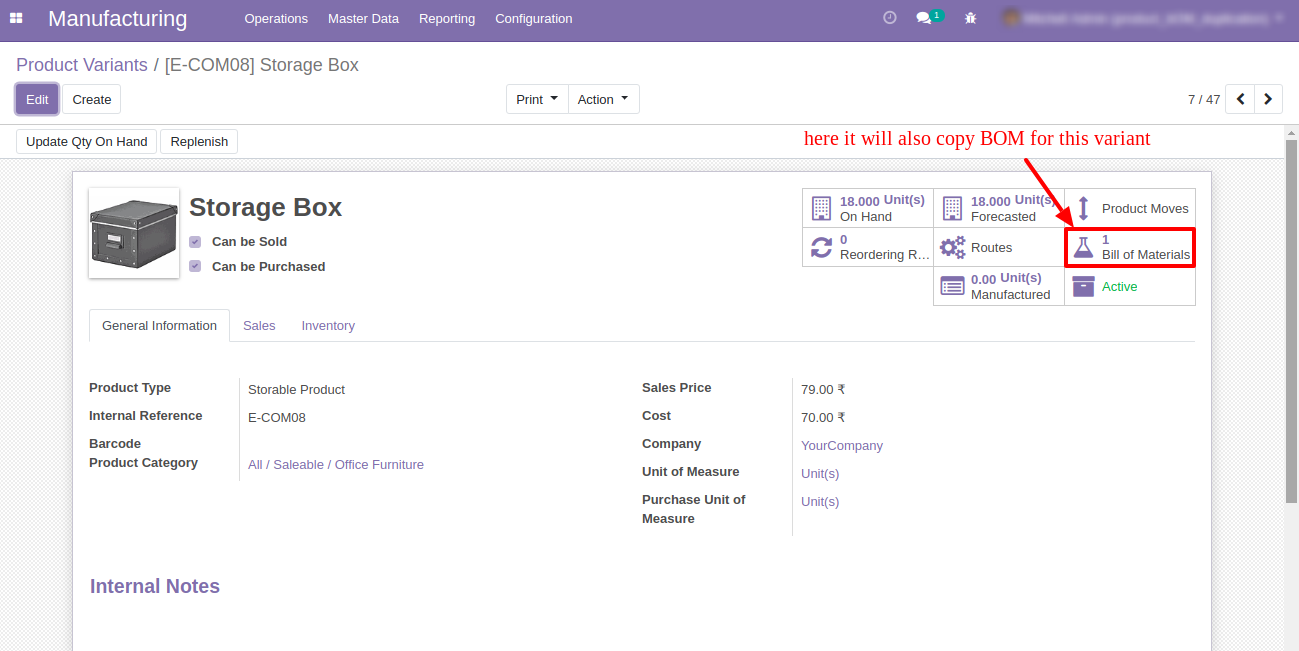 Manufacturing Operations Master Data Reporting Configuration 1
Product Variants / [E-COM08] Storage Box
Edit Create Print Action 7 / 47
Update Qty On Hand Replenish
here it will also copy BOM for this variant
Storage Box
Can be Sold
Can be Purchased
18.000 Unit(s)
On Hand
18.000 Unit(s)
Forecasted
Product Moves
0
Reordering R...
Routes
1
Bill of Materials
0.00 Unit(s)
Manufactured
Active
General Information Sales Inventory
Product Type Storable Product
Internal Reference E-COM08
Barcode
Product Category All / Saleable / Office Furniture
Sales Price 79.00 ₹
Cost 70.00 ₹
Company YourCompany
Unit of Measure Unit(s)
Purchase Unit of Unit(s)
Measure
Internal Notes